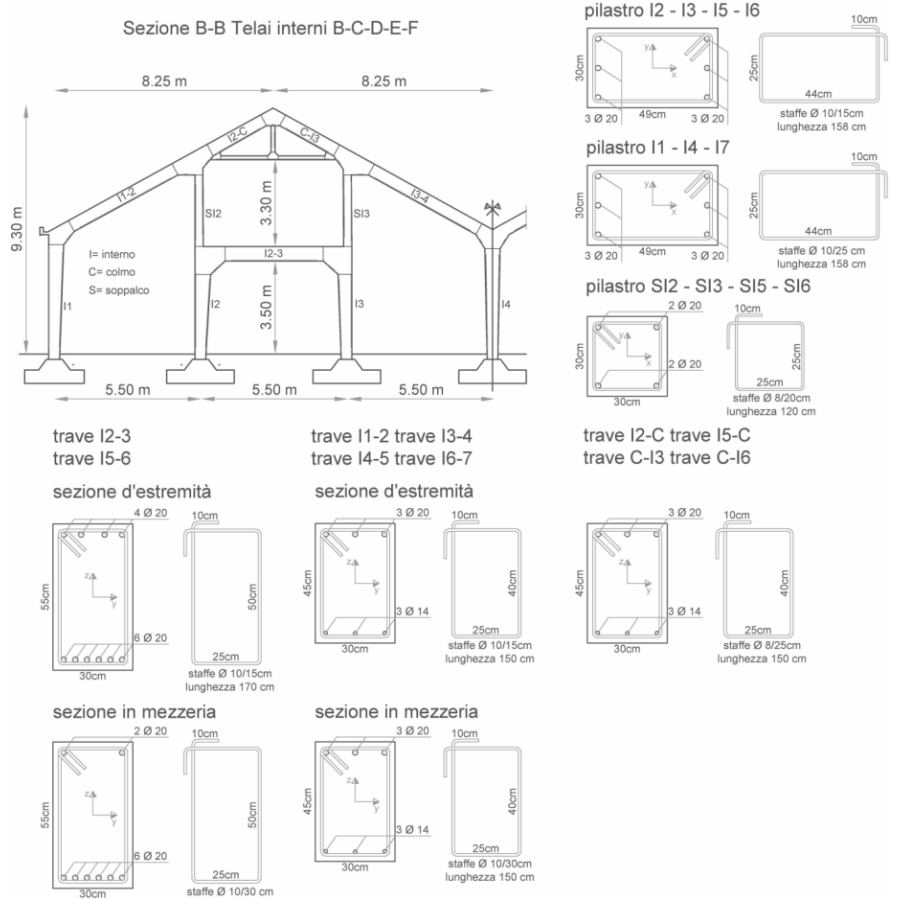 Sezione B-B Telai interni B-C-D-E-F
8.25 m
8.25 m
9.30 m
I2-C
C-I3
I1-2
I3-4
SI2
3.30 m
SI3
I2-3
I= interno
C= colmo
S= soppalco
I1
I2
3.50 m
I3
I4
5.50 m
5.50 m
5.50 m
pilastro I2 - I3 - I5 - I6
30cm
y
x
49cm
3 Ø 20
3 Ø 20
10cm
25cm
44cm
staffe Ø 10/15cm
lunghezza 158 cm
pilastro I1 - I4 - I7
30cm
y
x
49cm
3 Ø 20
3 Ø 20
10cm
25cm
44cm
staffe Ø 10/25 cm
lunghezza 158 cm
pilastro SI2 - SI3 - SI5 - SI6
2 Ø 20
30cm
y
x
2 Ø 20
30cm
10cm
25cm
25cm
staffe Ø 8/20cm
lunghezza 120 cm
trave I2-3
trave I5-6
sezione d'estremità
4 Ø 20
55cm
z
y
6 Ø 20
30cm
10cm
50cm
25cm
staffe Ø 10/15cm
lunghezza 170 cm
sezione in mezzeria
2 Ø 20
55cm
z
y
6 Ø 20
30cm
10cm
50cm
25cm
staffe Ø 10/30 cm
trave I1-2 trave I3-4
trave I4-5 trave I6-7
sezione d'estremità
3 Ø 20
45cm
z
y
3 Ø 14
30cm
10cm
40cm
25cm
staffe Ø 10/15cm
lunghezza 150 cm
sezione in mezzeria
3 Ø 20
45cm
z
y
3 Ø 14
30cm
10cm
40cm
25cm
staffe Ø 10/30cm
lunghezza 150 cm
trave I2-C trave I5-C
trave C-I3 trave C-I6
3 Ø 20
45cm
z
y
3 Ø 14
30cm
10cm
40cm
25cm
staffe Ø 8/25cm
lunghezza 150 cm